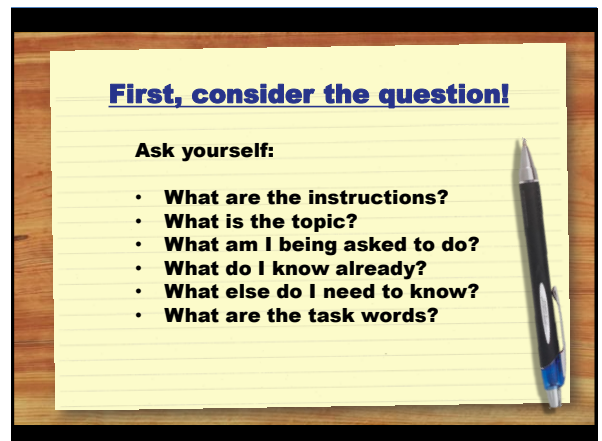 First, consider the question!
Ask yourself:
• What are the instructions?
• What is the topic?
• What am I being asked to do?
• What do I know already?
• What else do I need to know?
• What are the task words?